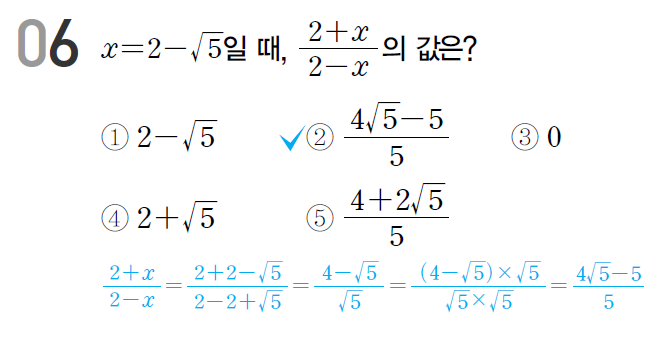 06 x=2-√5일 때, (2+x)/(2-x)의 값은?
① 2-√5 ✓② (4√5-5)/5 ③ 0
④ 2+√5 ⑤ (4+2√5)/5
(2+x)/(2-x)=(2+2-√5)/(2-2+√5)=(4-√5)/√5=((4-√5)×√5)/(√5×√5)=(4√5-5)/5